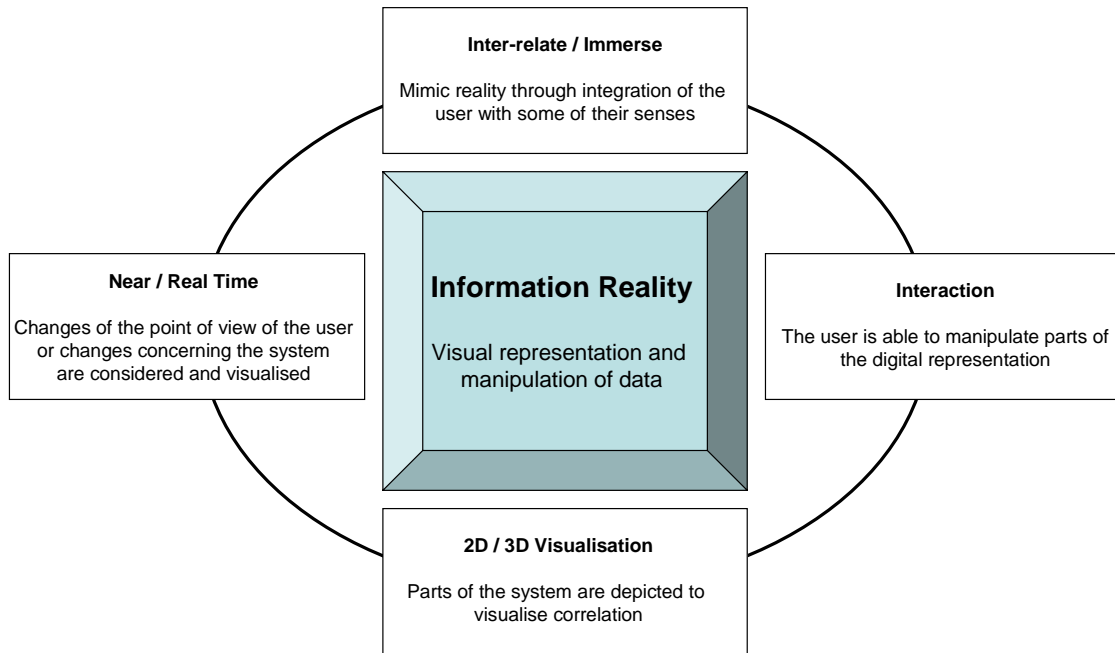 Inter-relate / Immerse
Mimic reality through integration of the
user with some of their senses
Near / Real Time
Changes of the point of view of the user
or changes concerning the system
are considered and visualised
Information Reality
Visual representation and
manipulation of data
Interaction
The user is able to manipulate parts of
the digital representation
2D / 3D Visualisation
Parts of the system are depicted to
visualise correlation